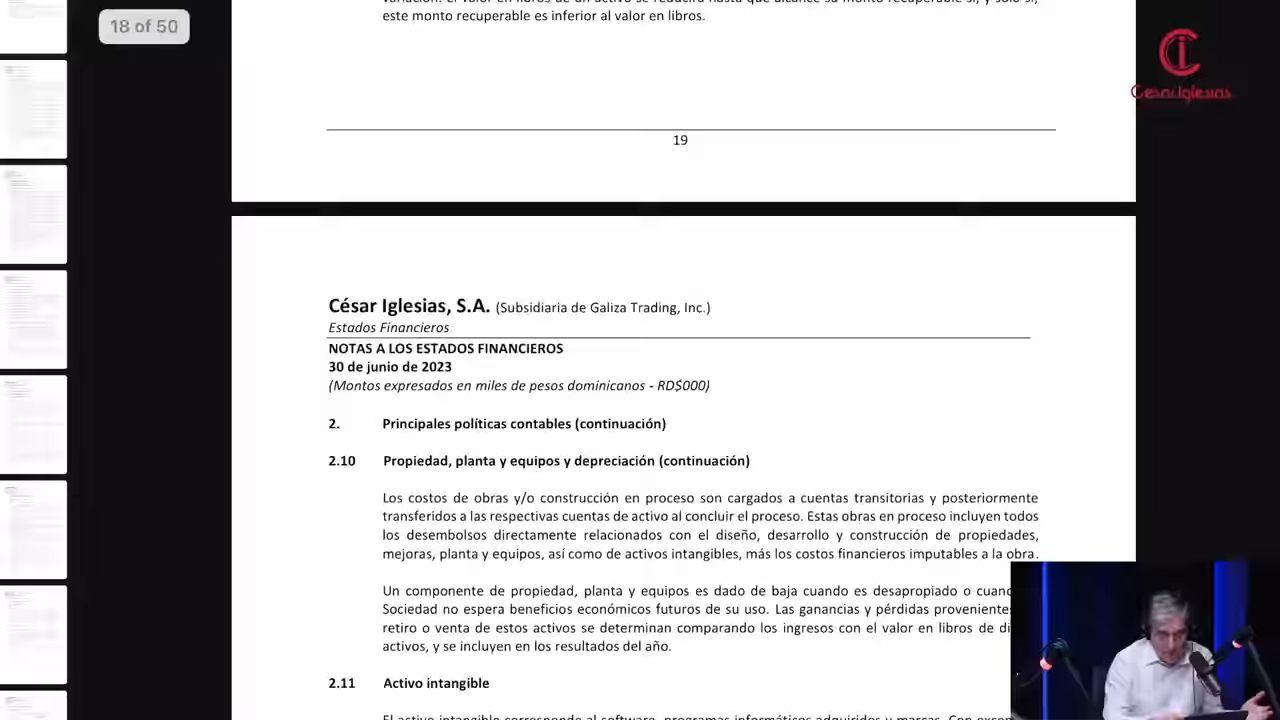 18 of 50
este monto recuperable es inferior al valor en libros.
CesarIglesias
19
César Iglesias, S.A. (Subsidiaria de Galiza Trading, Inc.)
Estados Financieros
NOTAS A LOS ESTADOS FINANCIEROS
30 de junio de 2023
(Montos expresados en miles de pesos dominicanos - RD$000)
2. Principales políticas contables (continuación)
2.10 Propiedad, planta y equipos y depreciación (continuación)
Los costos de obras y/o construcción en proceso son cargados a cuentas transitorias y posteriormente
transferidos a las respectivas cuentas de activo al concluir el proceso. Estas obras en proceso incluyen todos
los desembolsos directamente relacionados con el diseño, desarrollo y construcción de propiedades,
mejoras, planta y equipos, así como de activos intangibles, más los costos financieros imputables a la obra.
Un componente de propiedad, planta y equipos es dado de baja cuando es desapropiado o
Sociedad no espera beneficios económicos futuros de su uso. Las ganancias y pérdidas
retiro o venta de estos activos se determinan comparando los ingresos con el valor en libros de
activos, y se incluyen en los resultados del año.
2.11 Activo intangible